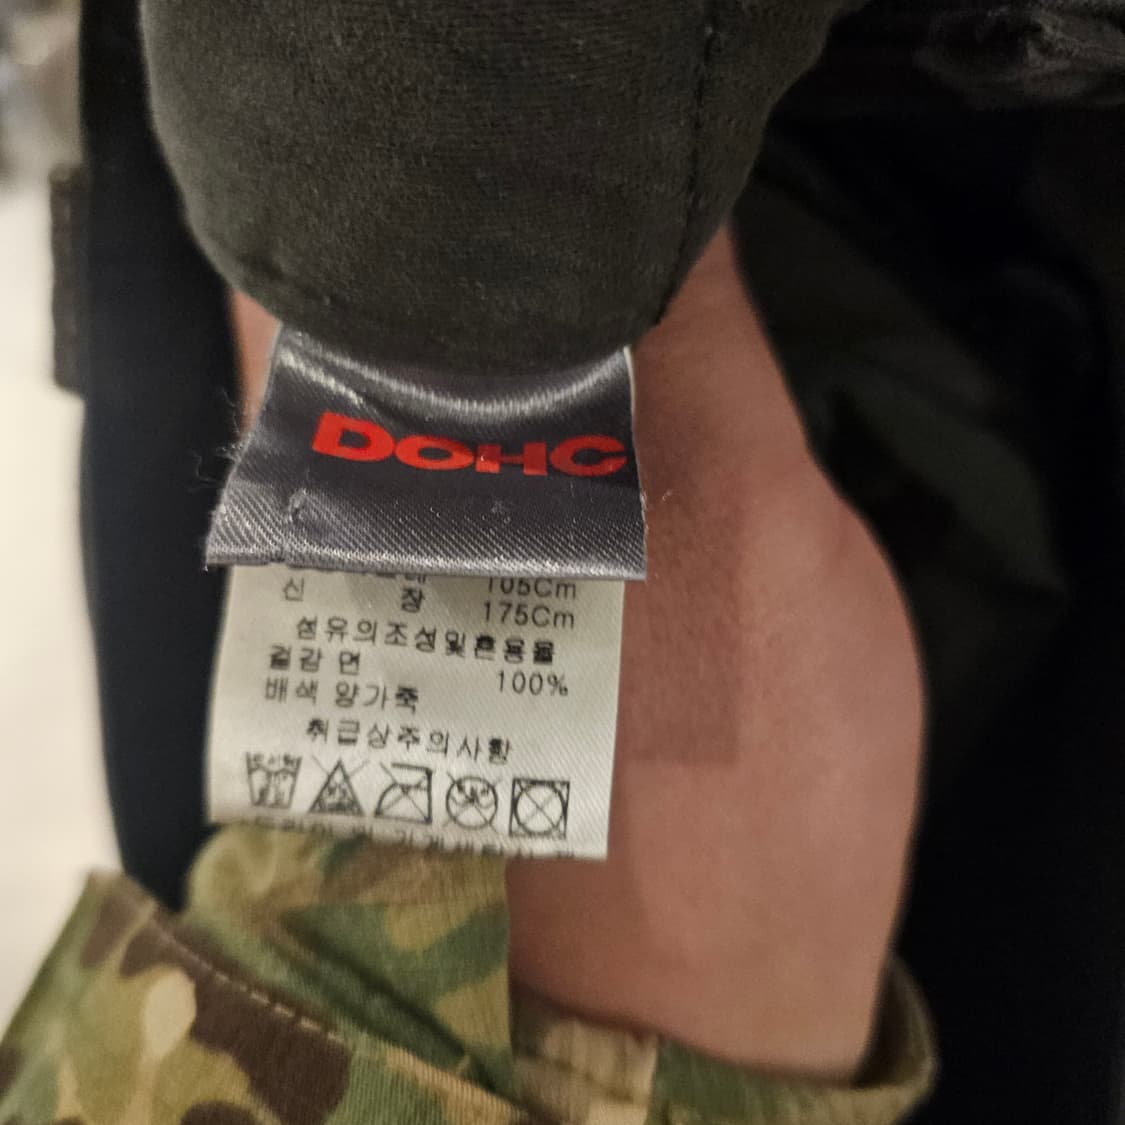 DOHC
105Cm
신 장 175Cm
섬유의조성및혼용율
겉감 면 100%
배색 양가죽
취급상주의사항